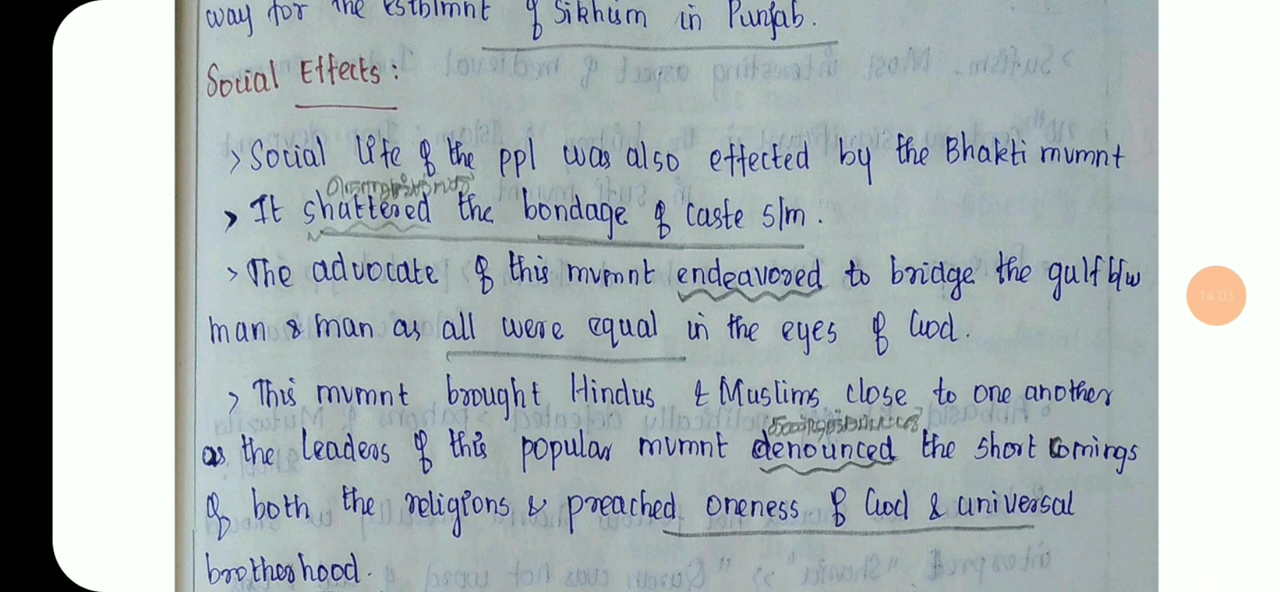 way for the Estblmnt of Sikhism in Punjab.
Social Effects:
> Social life of the ppl was also effected by the Bhakti mvmnt
> It shattered the bondage of caste s/m.
> The advocate of this mvmnt endeavored to bridge the gulf b/w
man & man as all were equal in the eyes of God.
14:05
> This mvmnt brought Hindus & Muslims close to one another
as the leaders of this popular mvmnt denounced the short comings
of both the religions & preached oneness of God & universal
brotherhood.